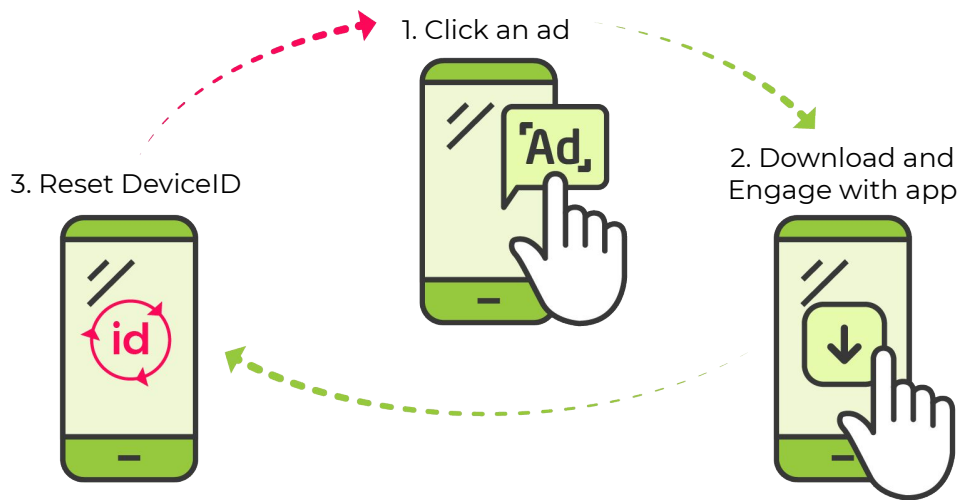 1. Click an ad
Ad
2. Download and
Engage with app
3. Reset DeviceID
id